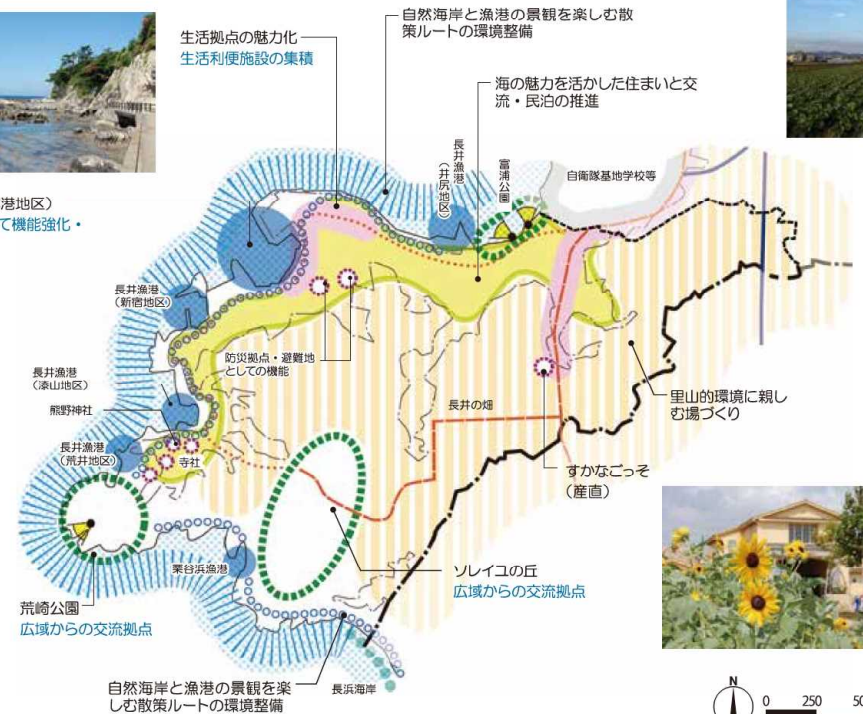 自然海岸と漁港の景観を楽しむ散
策ルートの環境整備
生活拠点の魅力化
生活利便施設の集積
海の魅力を活かした住まいと交
流・民泊の推進
港地区）
て機能強化・
長井漁港
（井尻地区）
富浦公園
自衛隊基地学校等
長井漁港
（新宿地区）
防災拠点・避難地
としての機能
長井漁港
（漆山地区）
熊野神社
長井漁港
（荒井地区）
寺社
長井の畑
里山的環境に親し
む場づくり
すかなごっそ
（産直）
栗谷浜漁港
ソレイユの丘
広域からの交流拠点
荒崎公園
広域からの交流拠点
自然海岸と漁港の景観を楽
しむ散策ルートの環境整備
長浜海岸
N
0 250